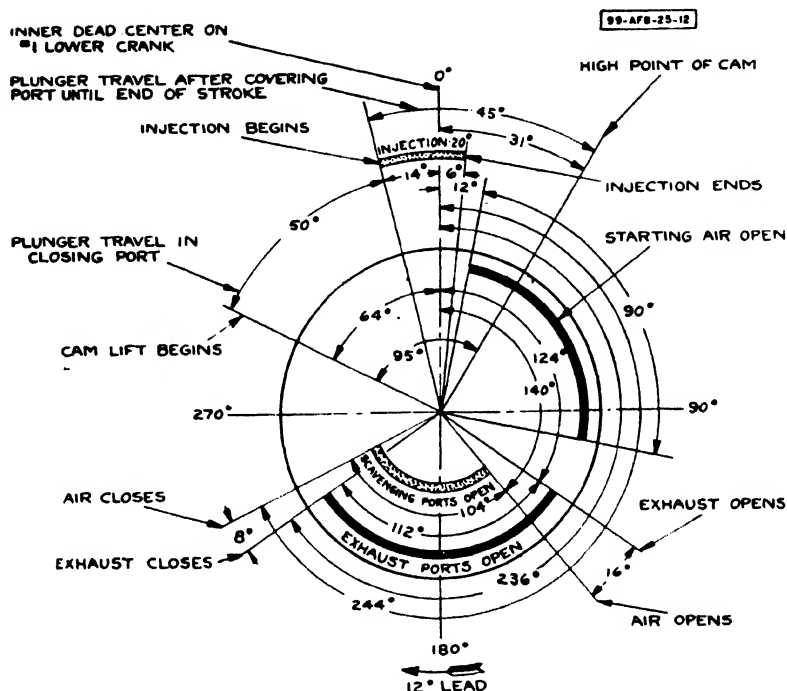 99-AFB-25-12
INNER DEAD CENTER ON
#1 LOWER CRANK
0°
HIGH POINT OF CAM
PLUNGER TRAVEL AFTER COVERING
PORT UNTIL END OF STROKE
45°
31°
INJECTION BEGINS
INJECTION-20°
14°
6°
12°
INJECTION ENDS
50°
STARTING AIR OPEN
PLUNGER TRAVEL IN
CLOSING PORT
64°
90°
CAM LIFT BEGINS
95°
124°
140°
270°
90°
SCAVENGING PORTS OPEN
104°
AIR CLOSES
8°
EXHAUST OPENS
112°
EXHAUST CLOSES
EXHAUST PORTS OPEN
236°
16°
244°
AIR OPENS
180°
12° LEAD